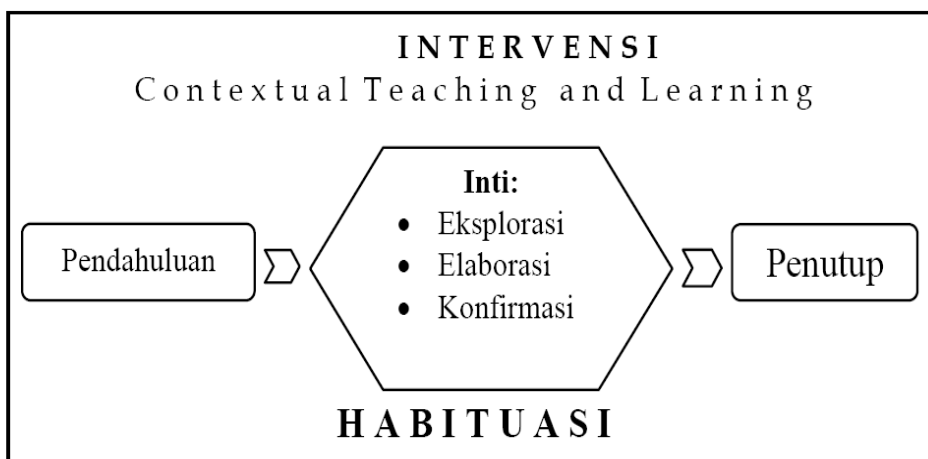 INTERVENSI
Contextual Teaching and Learning
Pendahuluan
Inti:
• Eksplorasi
• Elaborasi
• Konfirmasi
Penutup
HABITUASI